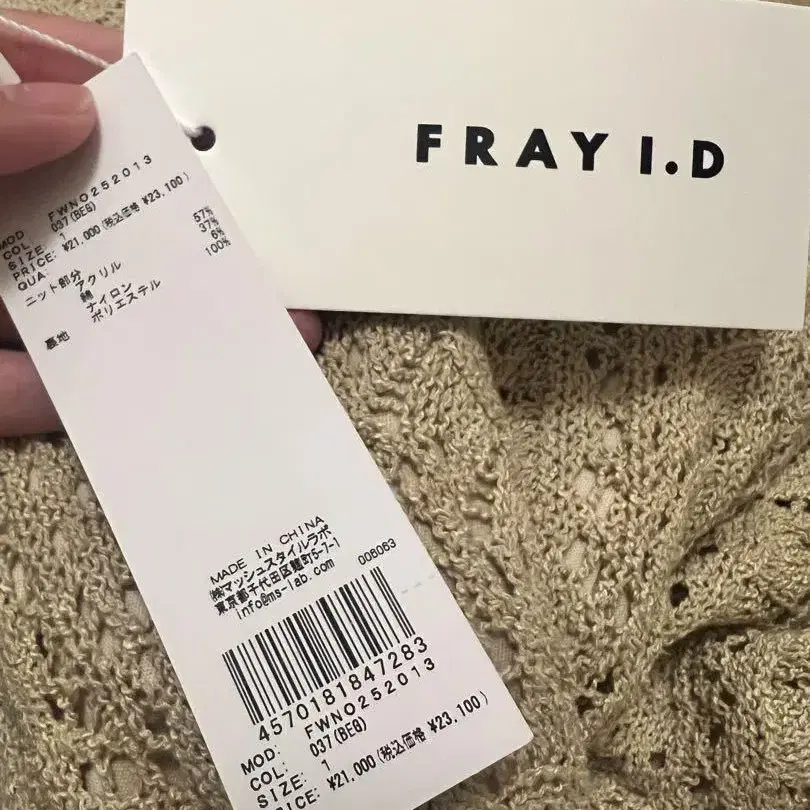 FRAY I.D
MOD FWNO252013
COL 037(BEG)
SIZE: 1
PRICE: ¥21,000(税込価格 ¥23,100)
QUA:
ニット部分
アクリル 57%
綿 37%
ナイロン 6%
裏地 ポリエステル 100%
MADE IN CHINA
㈱マッシュスタイルラボ
東京都千代田区麹町5-7-1
info@ms-lab.com 006063
4570181847283
MOD: FWNO252013
COL: 037(BEG)
SIZE: 1
PRICE: ¥21,000(税込価格 ¥23,100)